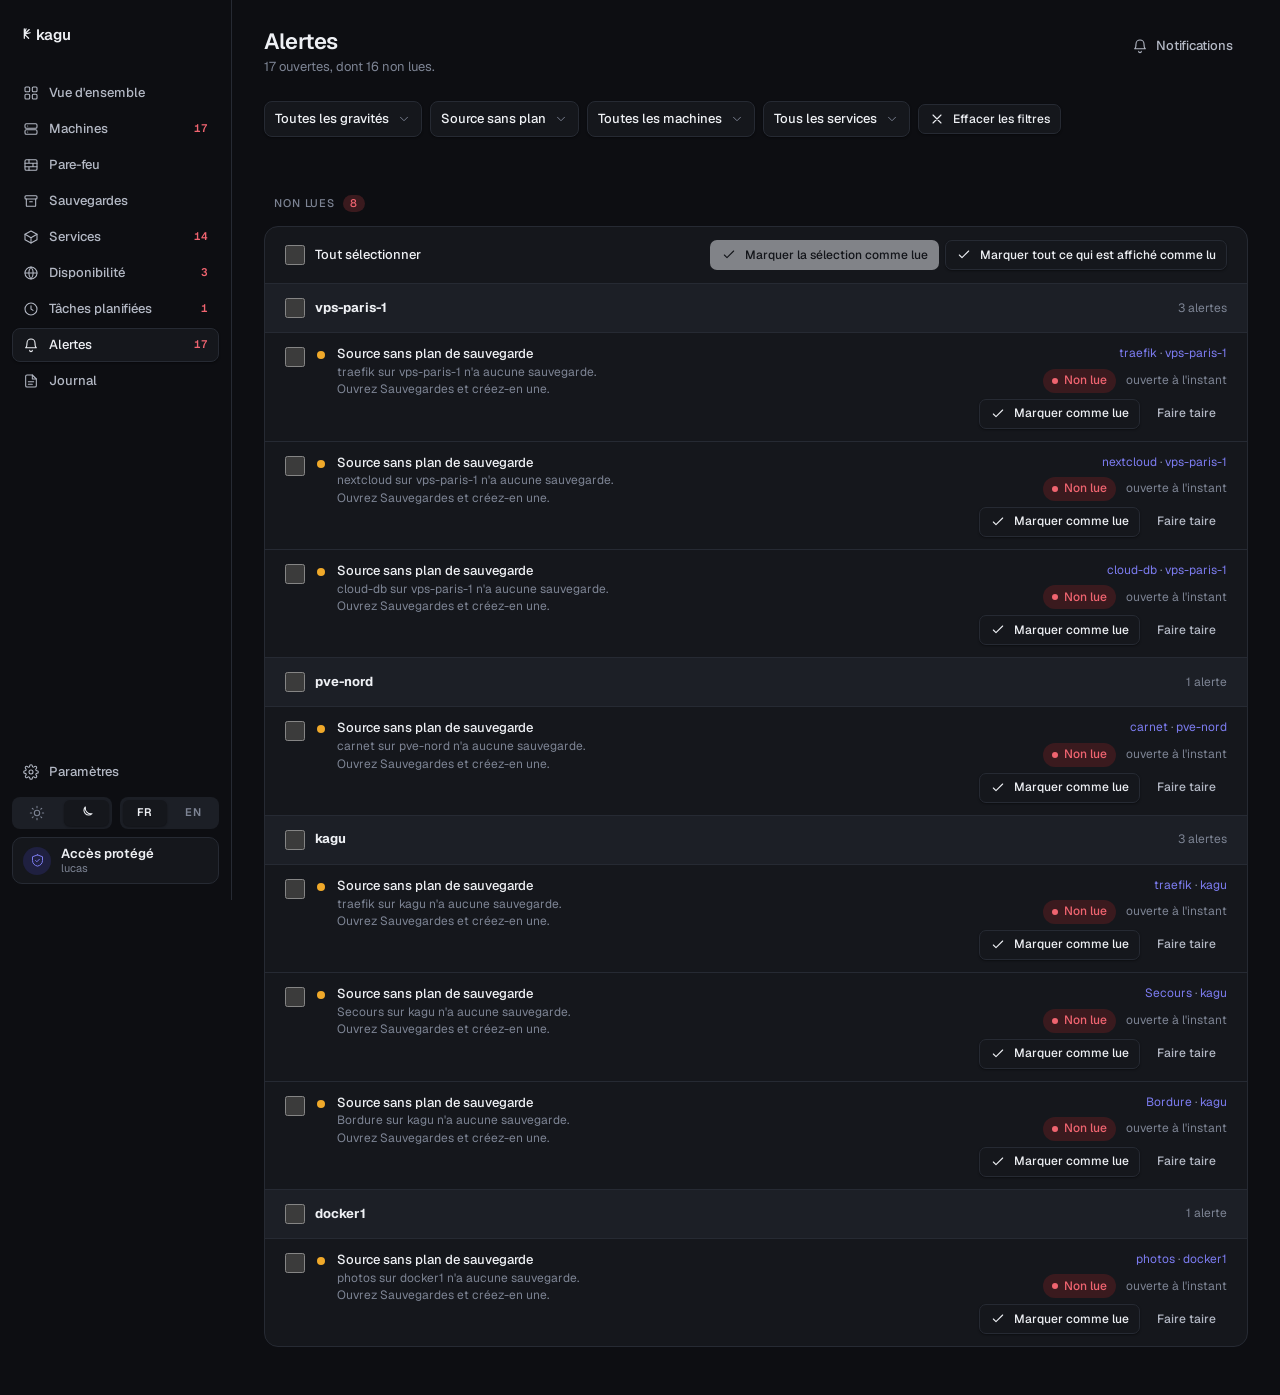 kagu
Vue d'ensemble
Machines 17
Pare-feu
Sauvegardes
Services 14
Disponibilité 3
Tâches planifiées 1
Alertes 17
Journal
Paramètres
FR EN
Accès protégé
lucas
Alertes
17 ouvertes, dont 16 non lues.
Notifications
Toutes les gravités Source sans plan Toutes les machines Tous les services Effacer les filtres
NON LUES 8
Tout sélectionner Marquer la sélection comme lue Marquer tout ce qui est affiché comme lu
vps-paris-1 3 alertes
Source sans plan de sauvegarde traefik · vps-paris-1
traefik sur vps-paris-1 n'a aucune sauvegarde.
Ouvrez Sauvegardes et créez-en une. Non lue ouverte à l'instant
Marquer comme lue Faire taire
Source sans plan de sauvegarde nextcloud · vps-paris-1
nextcloud sur vps-paris-1 n'a aucune sauvegarde.
Ouvrez Sauvegardes et créez-en une. Non lue ouverte à l'instant
Marquer comme lue Faire taire
Source sans plan de sauvegarde cloud-db · vps-paris-1
cloud-db sur vps-paris-1 n'a aucune sauvegarde.
Ouvrez Sauvegardes et créez-en une. Non lue ouverte à l'instant
Marquer comme lue Faire taire
pve-nord 1 alerte
Source sans plan de sauvegarde carnet · pve-nord
carnet sur pve-nord n'a aucune sauvegarde.
Ouvrez Sauvegardes et créez-en une. Non lue ouverte à l'instant
Marquer comme lue Faire taire
kagu 3 alertes
Source sans plan de sauvegarde traefik · kagu
traefik sur kagu n'a aucune sauvegarde.
Ouvrez Sauvegardes et créez-en une. Non lue ouverte à l'instant
Marquer comme lue Faire taire
Source sans plan de sauvegarde Secours · kagu
Secours sur kagu n'a aucune sauvegarde.
Ouvrez Sauvegardes et créez-en une. Non lue ouverte à l'instant
Marquer comme lue Faire taire
Source sans plan de sauvegarde Bordure · kagu
Bordure sur kagu n'a aucune sauvegarde.
Ouvrez Sauvegardes et créez-en une. Non lue ouverte à l'instant
Marquer comme lue Faire taire
docker1 1 alerte
Source sans plan de sauvegarde photos · docker1
photos sur docker1 n'a aucune sauvegarde.
Ouvrez Sauvegardes et créez-en une. Non lue ouverte à l'instant
Marquer comme lue Faire taire